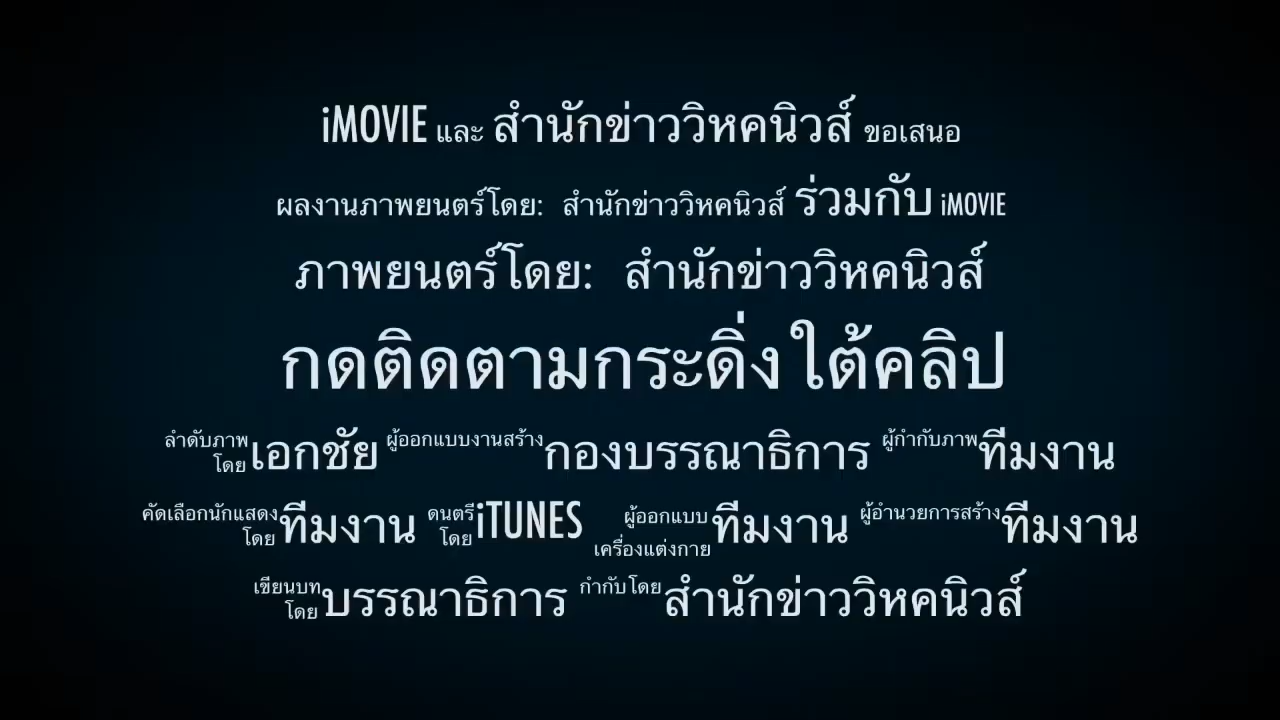 iMOVIE และ สำนักข่าววิหคนิวส์ ขอเสนอ
ผลงานภาพยนตร์โดย: สำนักข่าววิหคนิวส์ ร่วมกับ iMOVIE
ภาพยนตร์โดย: สำนักข่าววิหคนิวส์
กดติดตามกระดิ่ง ใต้คลิป
ลำดับภาพโดย เอกชัย ผู้ออกแบบงานสร้าง กองบรรณาธิการ ผู้กำกับภาพ ทีมงาน
คัดเลือกนักแสดงโดย ทีมงาน ดนตรีโดย iTUNES ผู้ออกแบบเครื่องแต่งกาย ทีมงาน ผู้อำนวยการสร้าง ทีมงาน
เขียนบทโดย บรรณาธิการ กำกับโดย สำนักข่าววิหคนิวส์